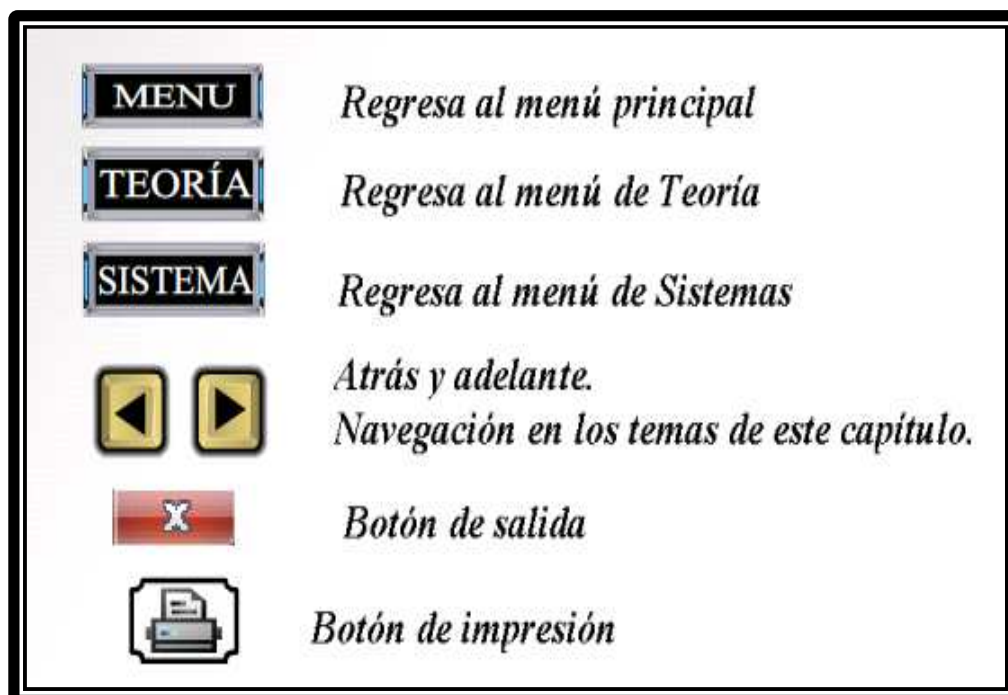 MENU Regresa al menú principal
TEORÍA Regresa al menú de Teoría
SISTEMA Regresa al menú de Sistemas
Atrás y adelante.
Navegación en los temas de este capítulo.
X Botón de salida
Botón de impresión